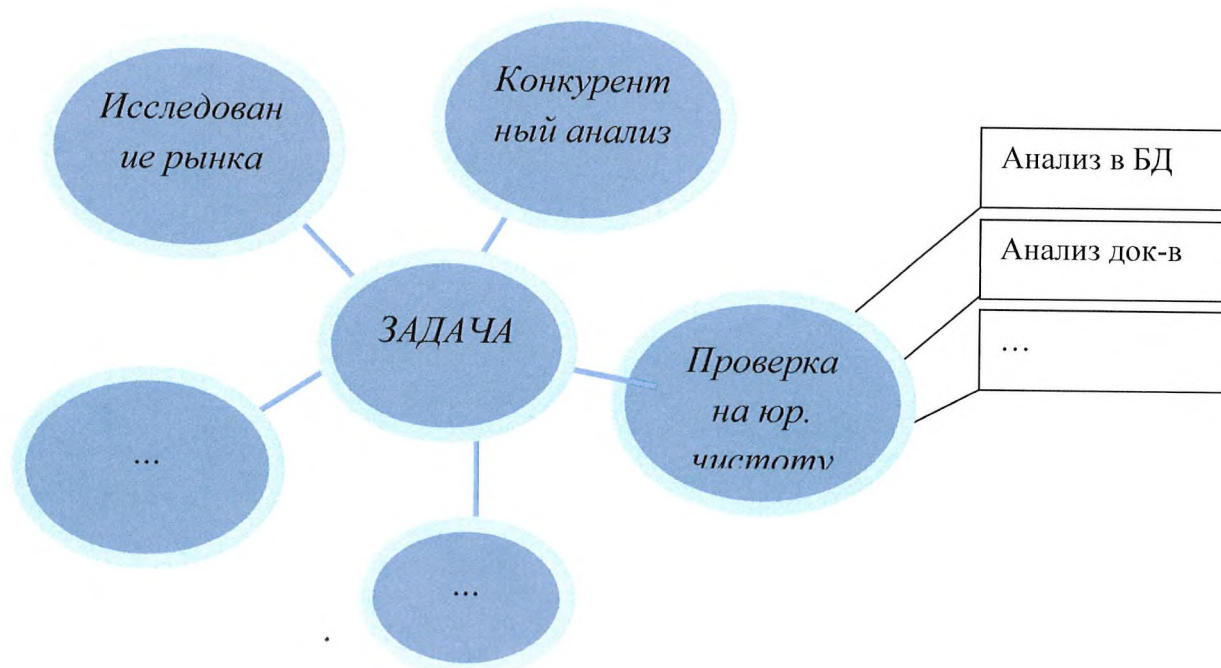 Исследован
ие рынка
Конкурент
ный анализ
ЗАДАЧА
Проверка
на юр.
чистоту
Анализ в БД
Анализ док-в
...
...
...